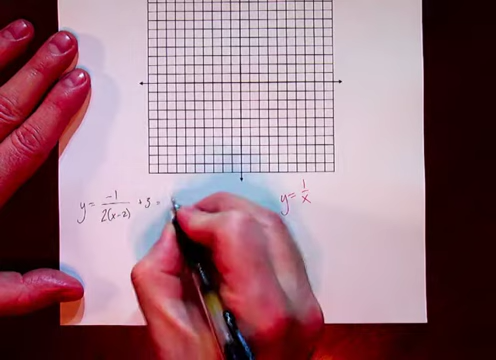 y = -1 / 2(x-2) + 3 =
y = 1/x